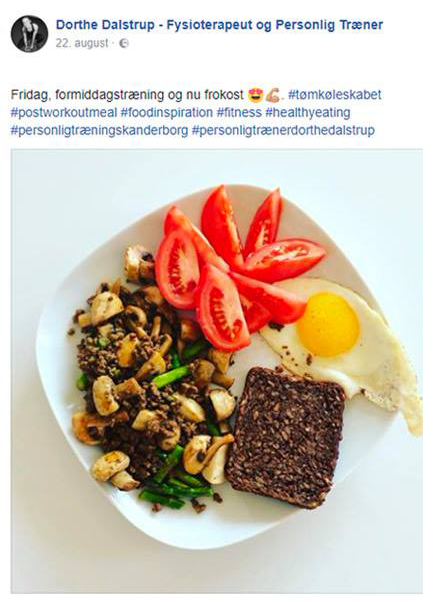 Dorthe Dalstrup - Fysioterapeut og Personlig Træner
22. august ·
Fridag, formiddagstræning og nu frokost 😍💪. #tømkøleskabet
#postworkoutmeal #foodinspiration #fitness #healthyeating
#personligtræningskanderborg #personligtrænerdorthedalstrup